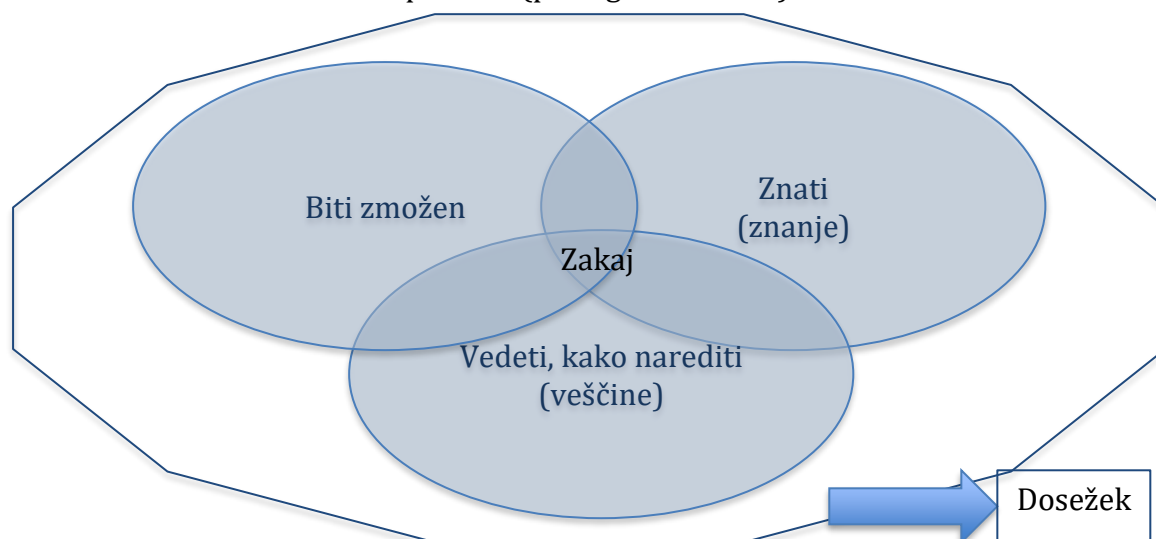 Biti zmožen
Znati
(znanje)
Zakaj
Vedeti, kako narediti
(veščine)
Dosežek